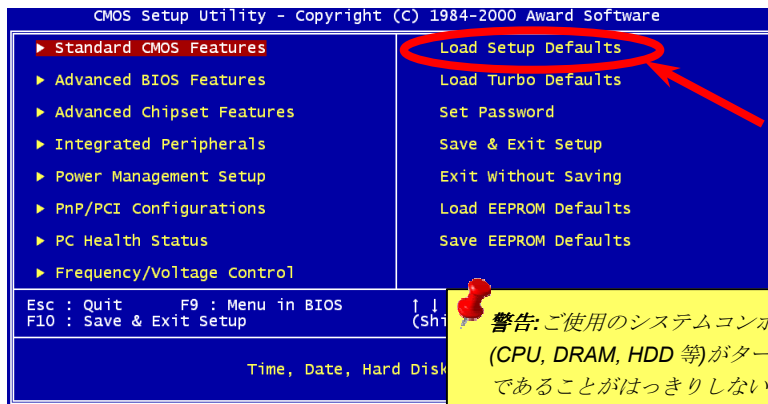 CMOS Setup Utility - Copyright (C) 1984-2000 Award Software
▶ Standard CMOS Features
▶ Advanced BIOS Features
▶ Advanced Chipset Features
▶ Integrated Peripherals
▶ Power Management Setup
▶ PnP/PCI Configurations
▶ PC Health Status
▶ Frequency/Voltage Control
Load Setup Defaults
Load Turbo Defaults
Set Password
Save & Exit Setup
Exit Without Saving
Load EEPROM Defaults
Save EEPROM Defaults
Esc : Quit F9 : Menu in BIOS ↑ ↓
F10 : Save & Exit Setup (Shi
Time, Date, Hard Disk
警告:ご使用のシステムコンポ
(CPU, DRAM, HDD 等)がター
であることがはっきりしない